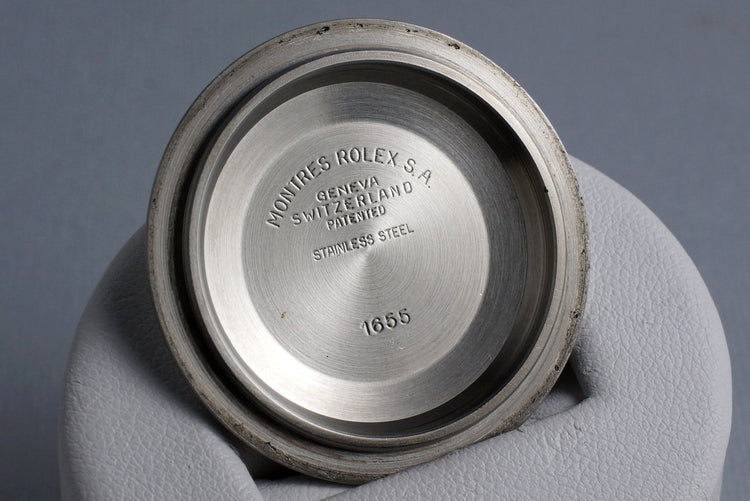 MONTRES ROLEX S.A.
GENEVA
SWITZERLAND
PATENTED
STAINLESS STEEL
1655